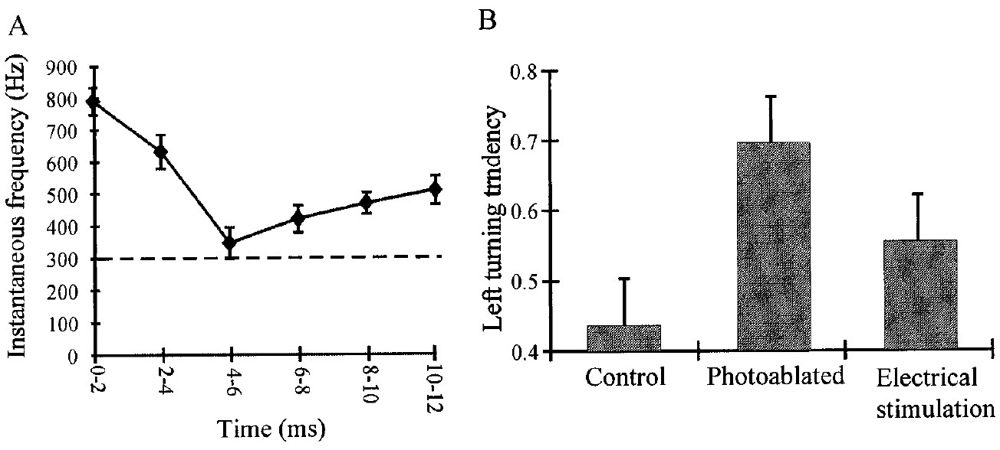 A
Instantaneous frequency (Hz)
900
800
700
600
500
400
300
200
100
0
0-2
2-4
4-6
6-8
8-10
10-12
Time (ms)
B
Left turning trndency
0.8
0.7
0.6
0.5
0.4
Control
Photoablated
Electrical
stimulation